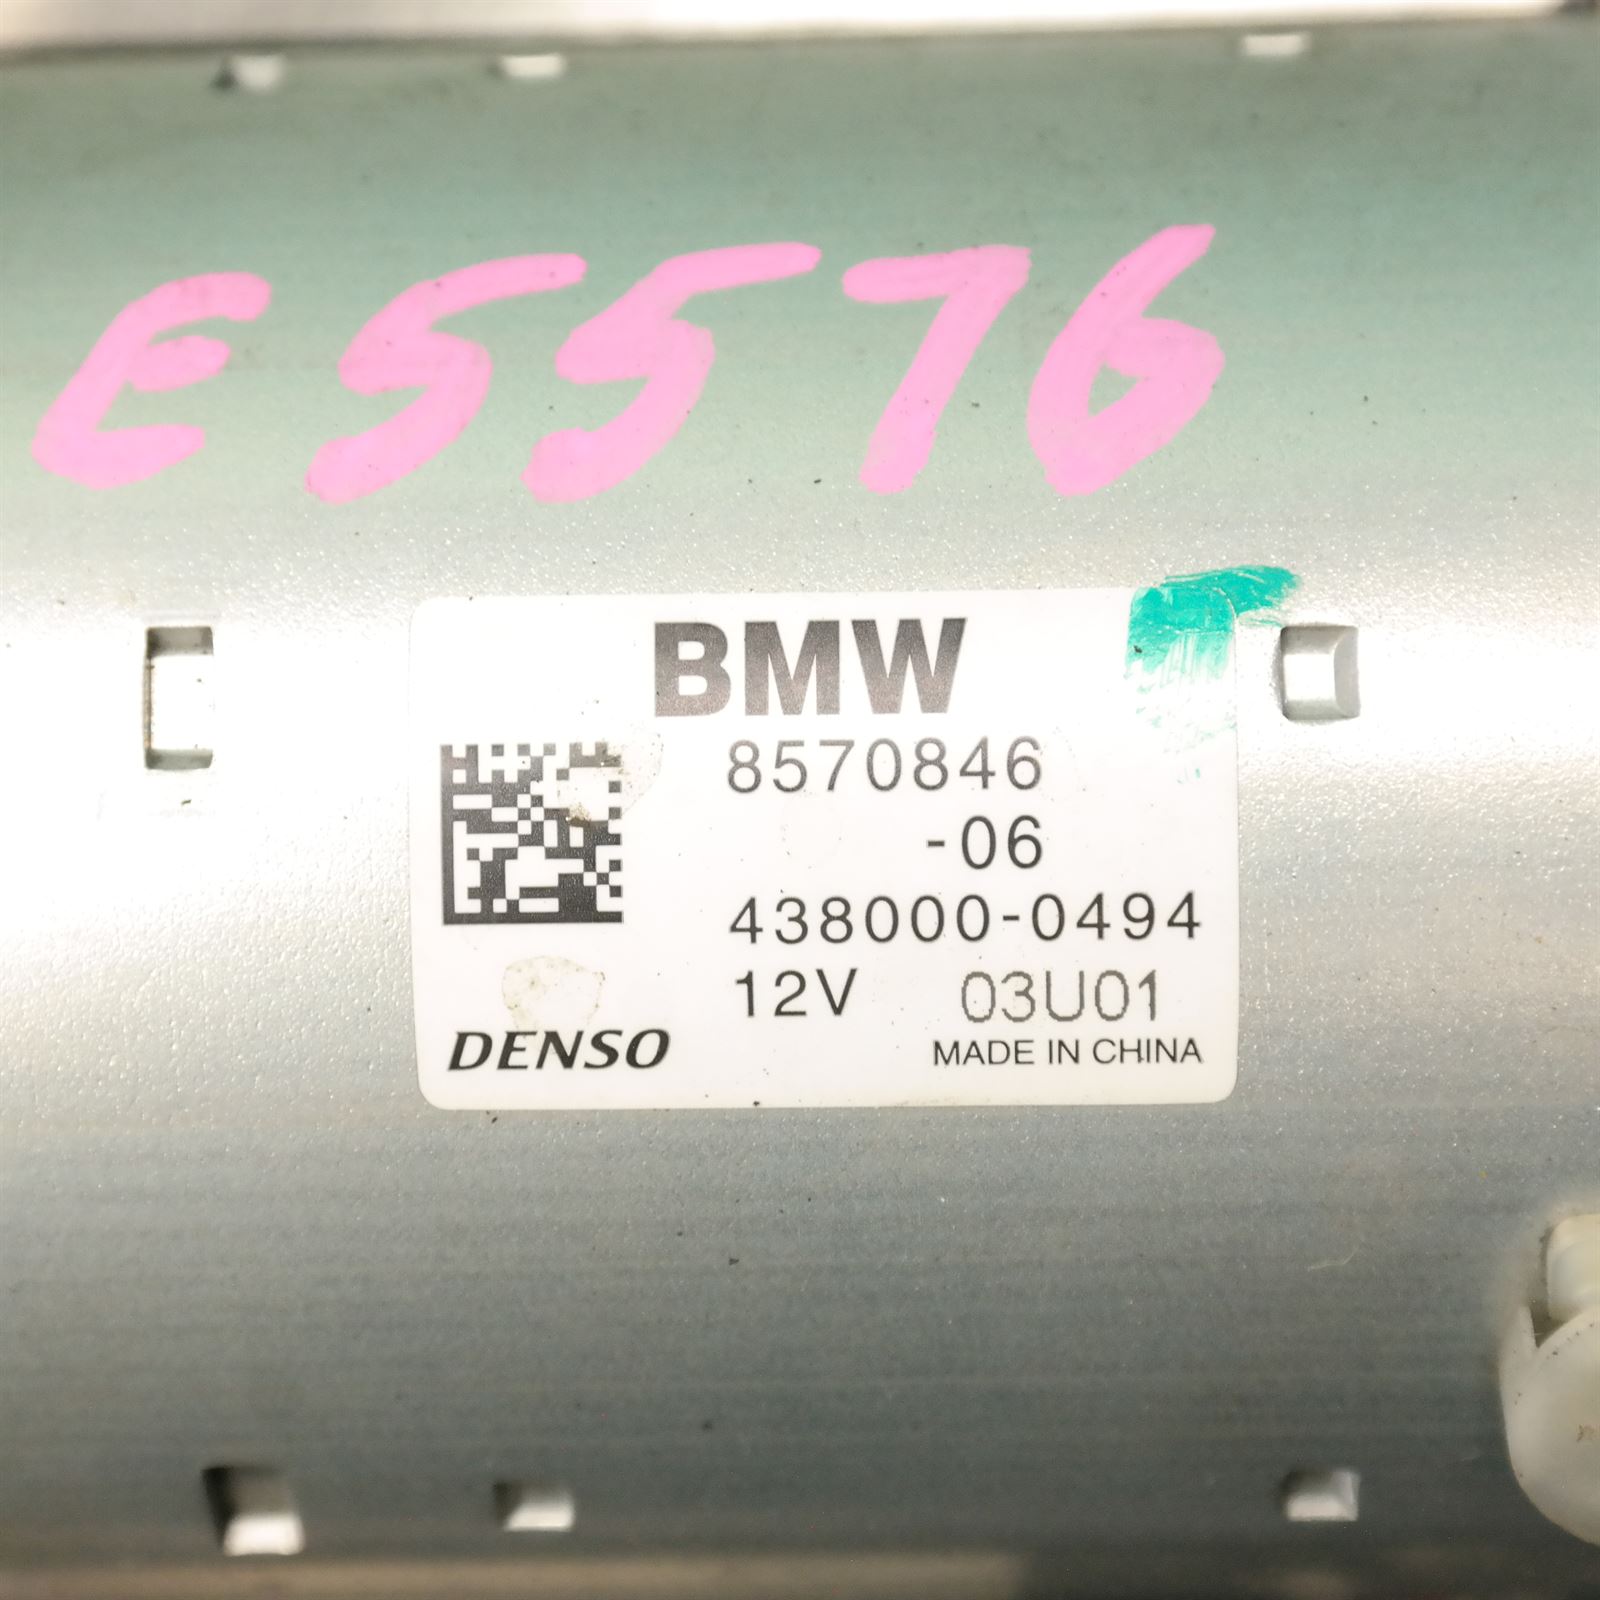 E5576
BMW
8570846
-06
438000-0494
12V 03U01
DENSO MADE IN CHINA